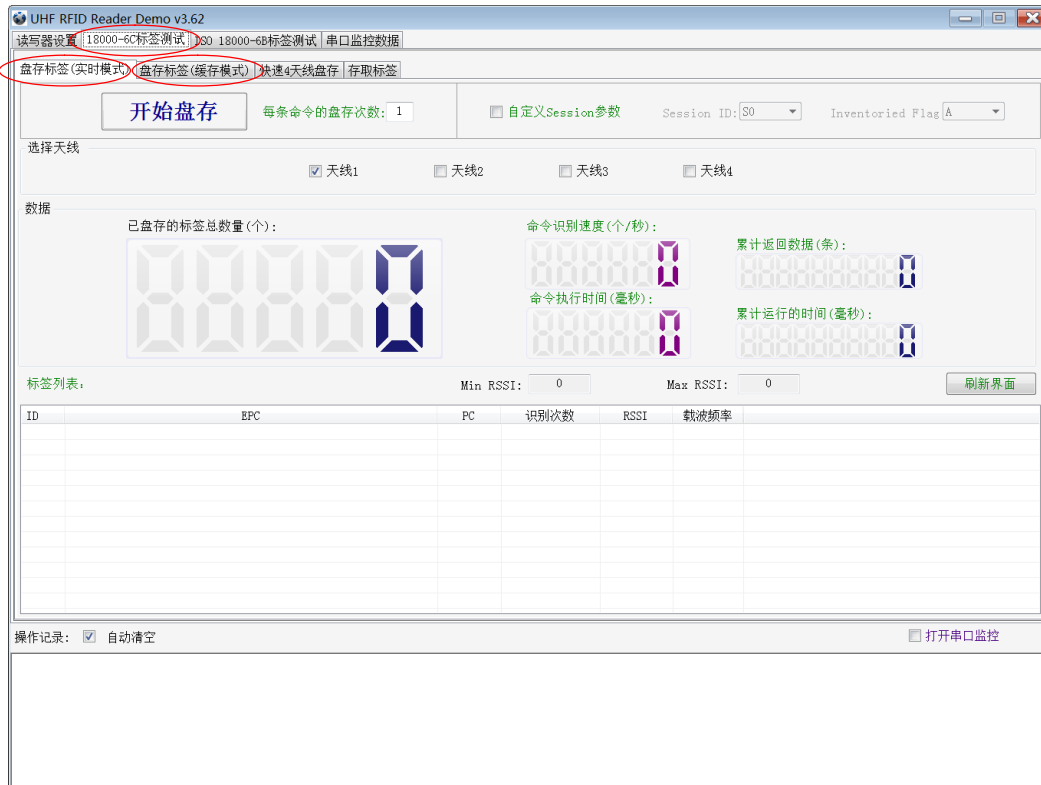 UHF RFID Reader Demo v3.62
读写器设置 18000-6C标签测试 ISO 18000-6B标签测试 串口监控数据
盘存标签(实时模式) 盘存标签(缓存模式) 快速4天线盘存 存取标签
开始盘存 每条命令的盘存次数: 1 自定义Session参数 Session ID: S0 Inventoried Flag A
选择天线
天线1 天线2 天线3 天线4
数据
已盘存的标签总数量(个): 命令识别速度(个/秒):
累计返回数据(条):
0 0 0
命令执行时间(毫秒):
累计运行的时间(毫秒):
0 0
标签列表: Min RSSI: 0 Max RSSI: 0 刷新界面
ID EPC PC 识别次数 RSSI 载波频率
操作记录: 自动清空 打开串口监控